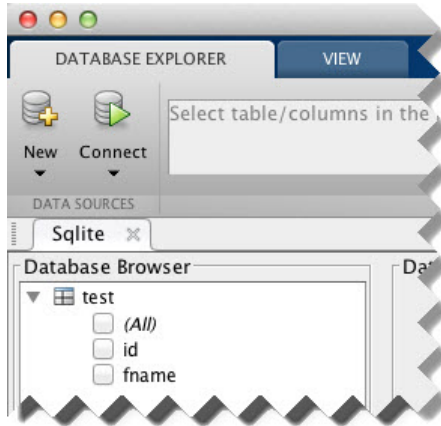 DATABASE EXPLORER VIEW
Select table/columns in the
New Connect
DATA SOURCES
Sqlite
Database Browser
test
(All)
id
fname